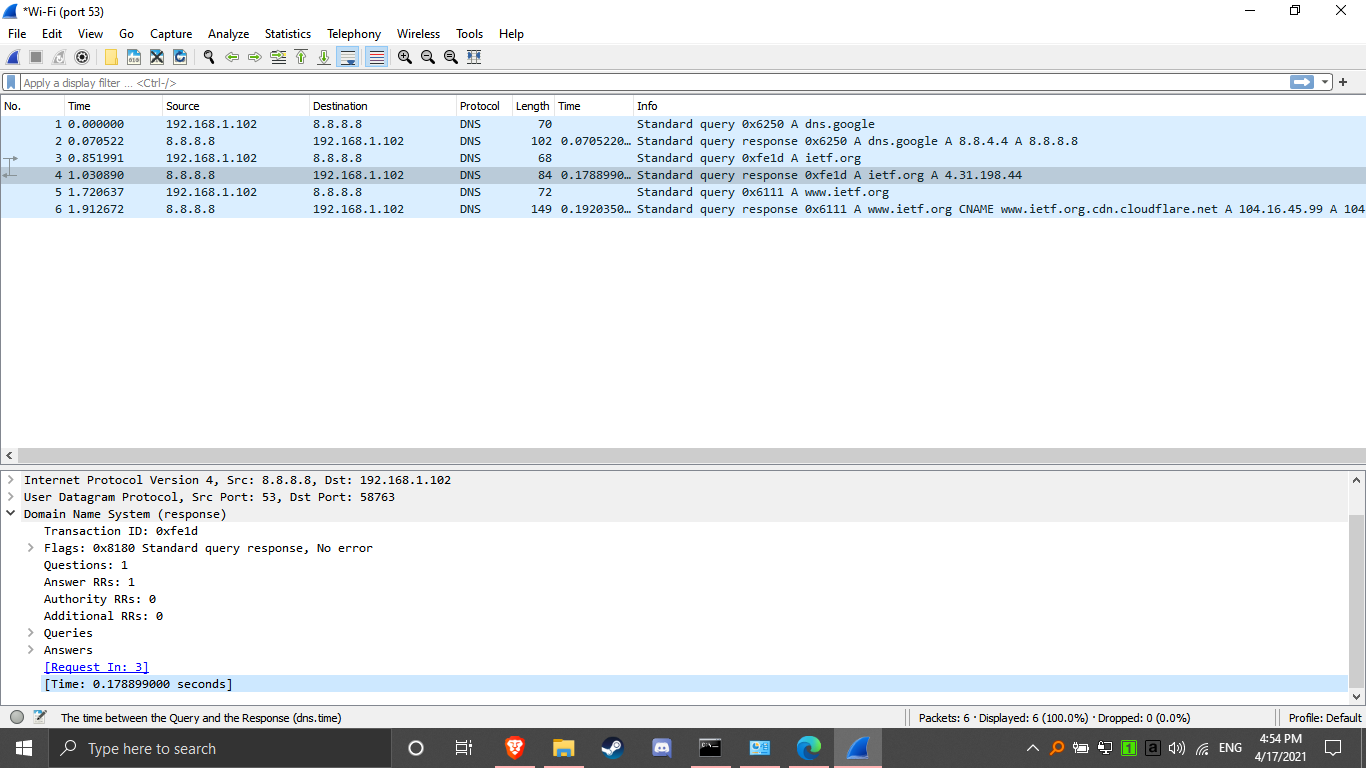 *Wi-Fi (port 53)
File Edit View Go Capture Analyze Statistics Telephony Wireless Tools Help
Apply a display filter ... <Ctrl-/>
No. Time Source Destination Protocol Length Time Info
1 0.000000 192.168.1.102 8.8.8.8 DNS 70 Standard query 0x6250 A dns.google
2 0.070522 8.8.8.8 192.168.1.102 DNS 102 0.0705220… Standard query response 0x6250 A dns.google A 8.8.4.4 A 8.8.8.8
3 0.851991 192.168.1.102 8.8.8.8 DNS 68 Standard query 0xfe1d A ietf.org
4 1.030890 8.8.8.8 192.168.1.102 DNS 84 0.1788990… Standard query response 0xfe1d A ietf.org A 4.31.198.44
5 1.720637 192.168.1.102 8.8.8.8 DNS 72 Standard query 0x6111 A www.ietf.org
6 1.912672 8.8.8.8 192.168.1.102 DNS 149 0.1920350… Standard query response 0x6111 A www.ietf.org CNAME www.ietf.org.cdn.cloudflare.net A 104.16.45.99 A 104
Internet Protocol Version 4, Src: 8.8.8.8, Dst: 192.168.1.102
User Datagram Protocol, Src Port: 53, Dst Port: 58763
Domain Name System (response)
Transaction ID: 0xfe1d
Flags: 0x8180 Standard query response, No error
Questions: 1
Answer RRs: 1
Authority RRs: 0
Additional RRs: 0
Queries
Answers
[Request In: 3]
[Time: 0.178899000 seconds]
The time between the Query and the Response (dns.time) Packets: 6 · Displayed: 6 (100.0%) · Dropped: 0 (0.0%) Profile: Default
Type here to search 1 a ENG 4:54 PM
4/17/2021